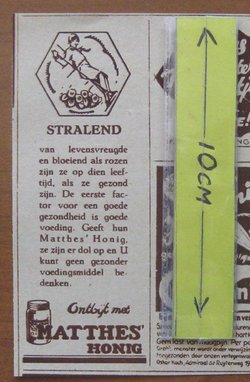 STRALEND
van levensvreugde
en bloeiend als rozen
zijn ze op dien leef-
tijd, als ze gezond
zijn. De eerste fac-
tor voor een goede
gezondheid is goede
voeding. Geeft hun
Matthes' Honig,
ze zijn er dol op en U
kunt geen gezonder
voedingsmiddel be-
denken.
Ontbijt met
MATTHES'
HONIG
10CM